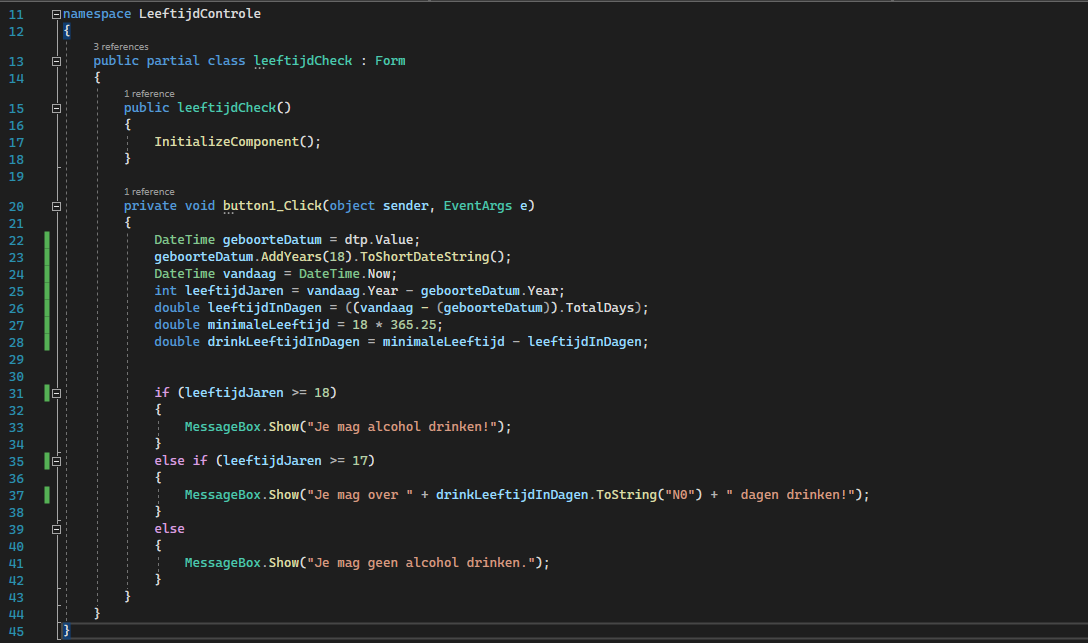 11 namespace LeeftijdControle
12 {
3 references
13 public partial class leeftijdCheck : Form
14 {
1 reference
15 public leeftijdCheck()
16 {
17 InitializeComponent();
18 }
19
1 reference
20 private void button1_Click(object sender, EventArgs e)
21 {
22 DateTime geboorteDatum = dtp.Value;
23 geboorteDatum.AddYears(18).ToShortDateString();
24 DateTime vandaag = DateTime.Now;
25 int leeftijdJaren = vandaag.Year - geboorteDatum.Year;
26 double leeftijdInDagen = ((vandaag - (geboorteDatum)).TotalDays);
27 double minimaleLeeftijd = 18 * 365.25;
28 double drinkLeeftijdInDagen = minimaleLeeftijd - leeftijdInDagen;
29
30
31 if (leeftijdJaren >= 18)
32 {
33 MessageBox.Show("Je mag alcohol drinken!");
34 }
35 else if (leeftijdJaren >= 17)
36 {
37 MessageBox.Show("Je mag over " + drinkLeeftijdInDagen.ToString("N0") + " dagen drinken!");
38 }
39 else
40 {
41 MessageBox.Show("Je mag geen alcohol drinken.");
42 }
43 }
44 }
45 }